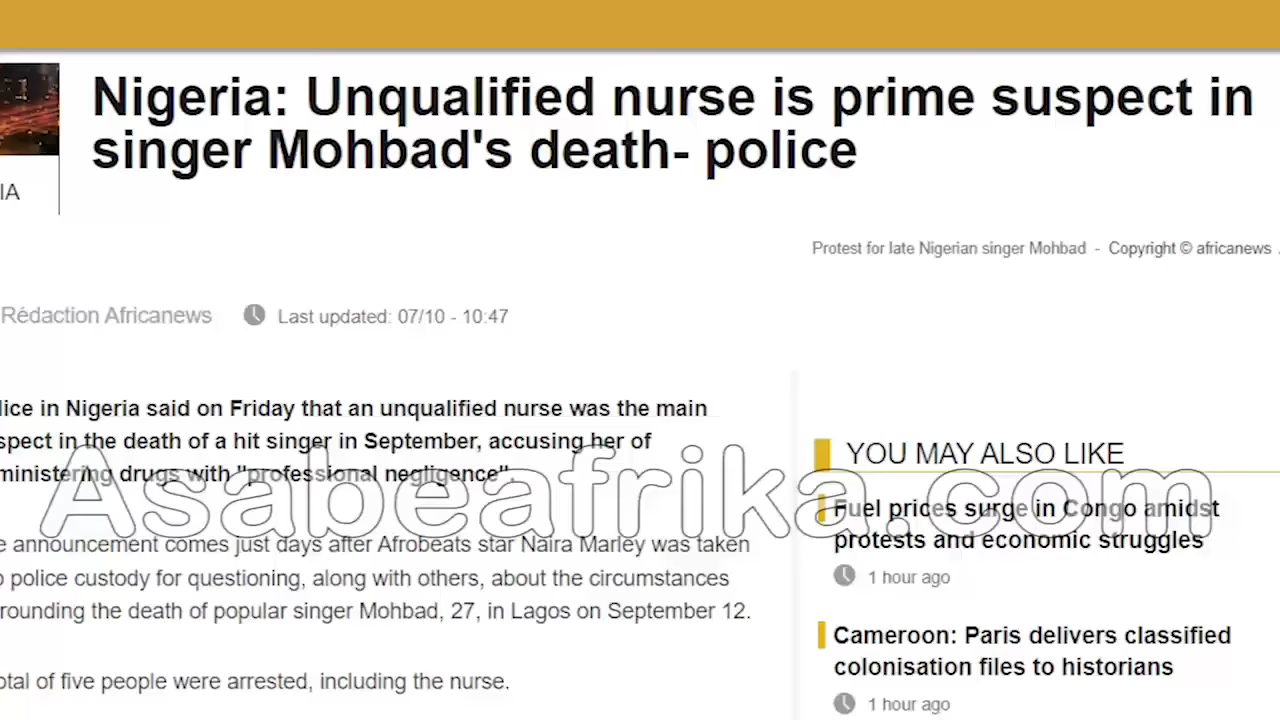 Nigeria: Unqualified nurse is prime suspect in
singer Mohbad's death- police
IA
Protest for late Nigerian singer Mohbad - Copyright © africanews
Rédaction Africanews
Last updated: 07/10 - 10:47
lice in Nigeria said on Friday that an unqualified nurse was the main
spect in the death of a hit singer in September, accusing her of
ministering drugs with "professional negligence".
Asabeafrika.com
e announcement comes just days after Afrobeats star Naira Marley was taken
o police custody for questioning, along with others, about the circumstances
rounding the death of popular singer Mohbad, 27, in Lagos on September 12.
otal of five people were arrested, including the nurse.
YOU MAY ALSO LIKE
Fuel prices surge in Congo amidst
protests and economic struggles
1 hour ago
Cameroon: Paris delivers classified
colonisation files to historians
1 hour ago